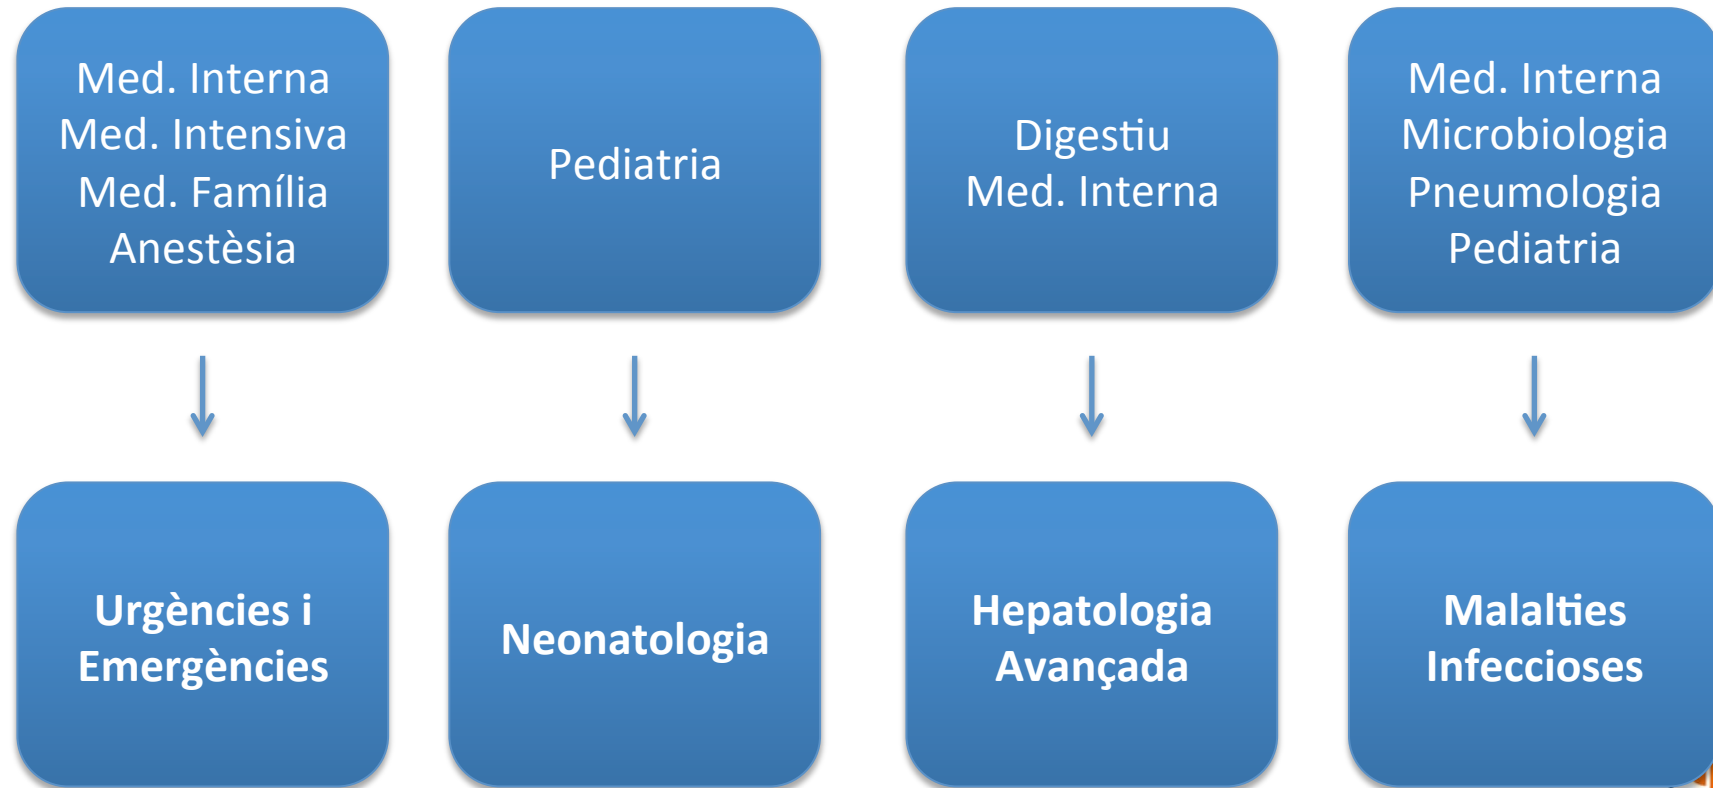 Med. Interna
Med. Intensiva
Med. Família
Anestèsia
Pediatria
Digestiu
Med. Interna
Med. Interna
Microbiologia
Pneumologia
Pediatria
Urgències i
Emergències
Neonatologia
Hepatologia
Avançada
Malalties
Infeccioses